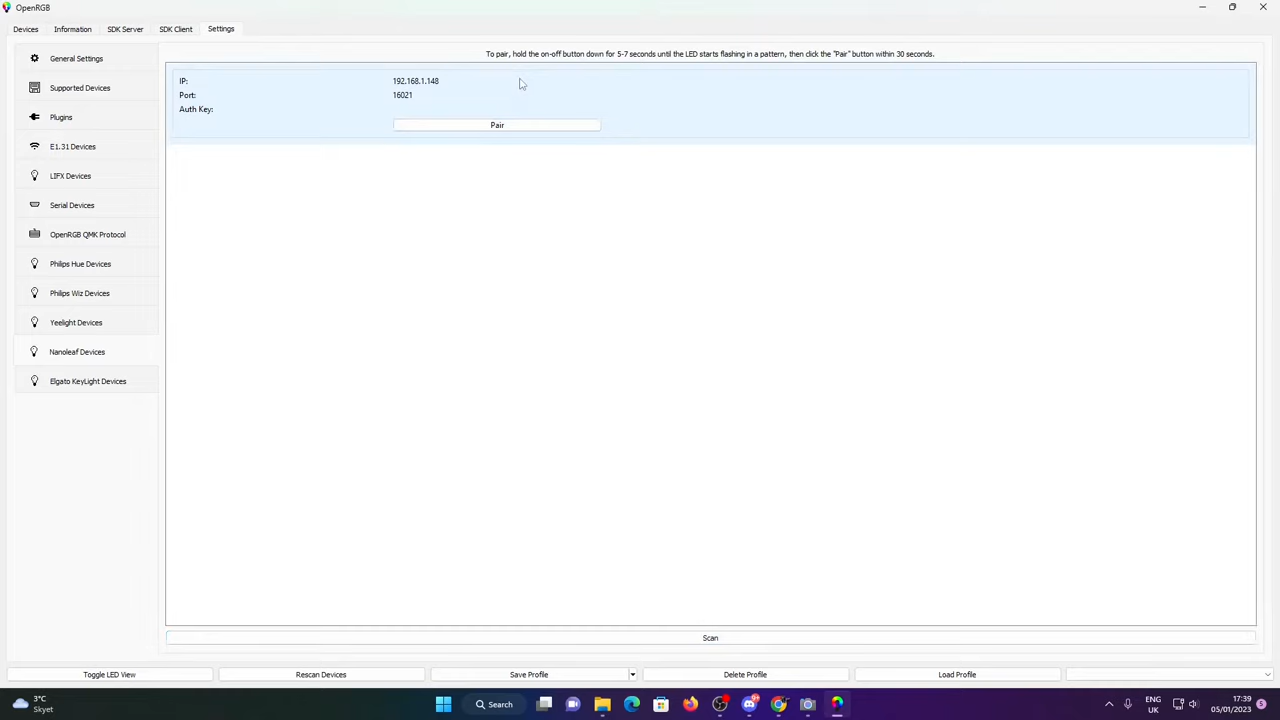 OpenRGB
Devices Information SDK Server SDK Client Settings
General Settings
Supported Devices
Plugins
E1.31 Devices
LIFX Devices
Serial Devices
OpenRGB QMK Protocol
Philips Hue Devices
Philips Wiz Devices
Yeelight Devices
Nanoleaf Devices
Elgato KeyLight Devices
To pair, hold the on-off button down for 5-7 seconds until the LED starts flashing in a pattern, then click the "Pair" button within 30 seconds.
IP: 192.168.1.148
Port: 16021
Auth Key:
Pair
Scan
Toggle LED View Rescan Devices Save Profile Delete Profile Load Profile
3°C
Skyet
Search
ENG
UK
17:39
05/01/2023